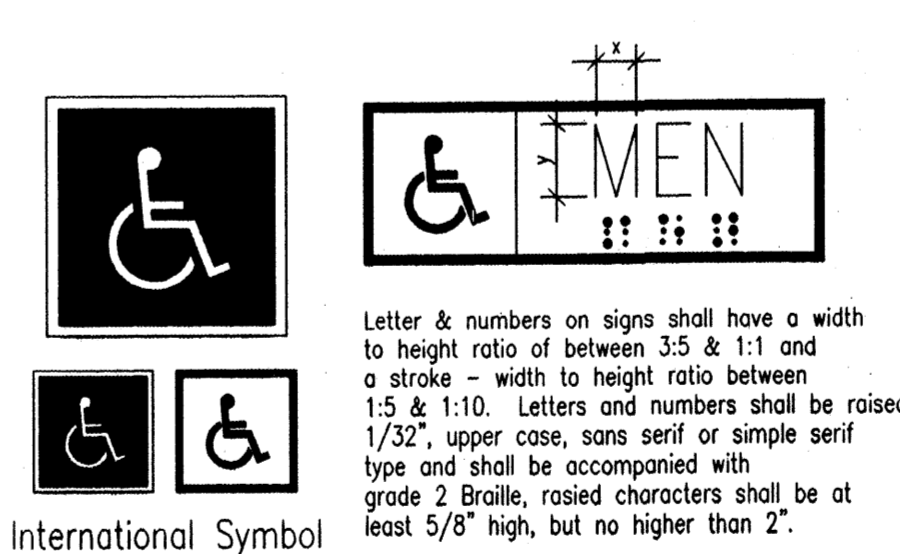 x
y
MEN
Letter & numbers on signs shall have a width
to height ratio of between 3:5 & 1:1 and
a stroke - width to height ratio between
1:5 & 1:10. Letters and numbers shall be raised
1/32", upper case, sans serif or simple serif
type and shall be accompanied with
grade 2 Braille, rasied characters shall be at
least 5/8" high, but no higher than 2".
International Symbol